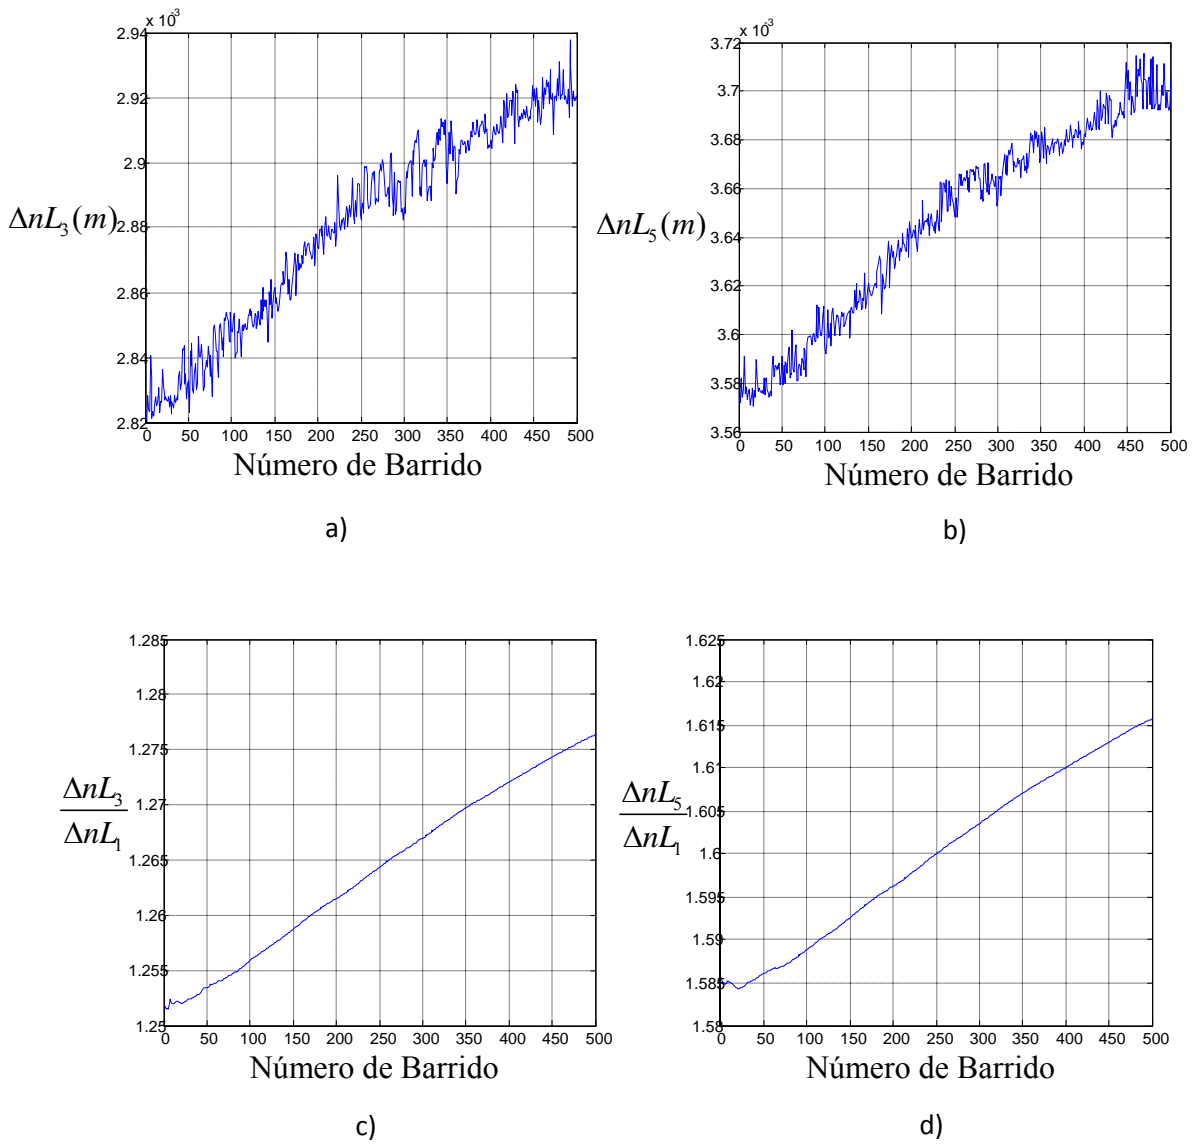 x 10⁻³
2.94
2.92
2.9
2.88
2.86
2.84
2.82
ΔnL₃(m)
0 50 100 150 200 250 300 350 400 450 500
Número de Barrido
a)
x 10⁻³
3.72
3.7
3.68
3.66
3.64
3.62
3.6
3.58
3.56
ΔnL₅(m)
0 50 100 150 200 250 300 350 400 450 500
Número de Barrido
b)
1.285
1.28
1.275
1.27
1.265
1.26
1.255
1.25
ΔnL₃
ΔnL₁
0 50 100 150 200 250 300 350 400 450 500
Número de Barrido
c)
1.625
1.62
1.615
1.61
1.605
1.6
1.595
1.59
1.585
1.58
ΔnL₅
ΔnL₁
0 50 100 150 200 250 300 350 400 450 500
Número de Barrido
d)